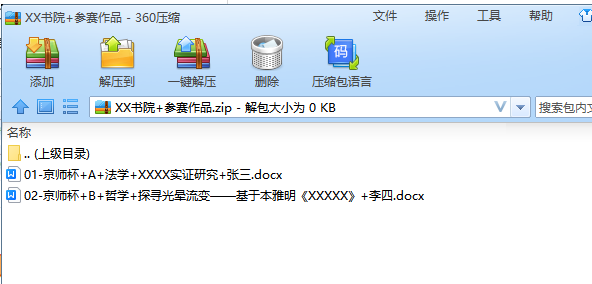 XX书院+参赛作品 - 360压缩
文件 操作 工具 帮助
添加 解压到 一键解压 删除 码 压缩包语言
XX书院+参赛作品.zip - 解包大小为 0 KB
搜索包内文
名称
.. (上级目录)
01-京师杯+A+法学+XXXX实证研究+张三.docx
02-京师杯+B+哲学+探寻光晕流变——基于本雅明《XXXXX》+李四.docx